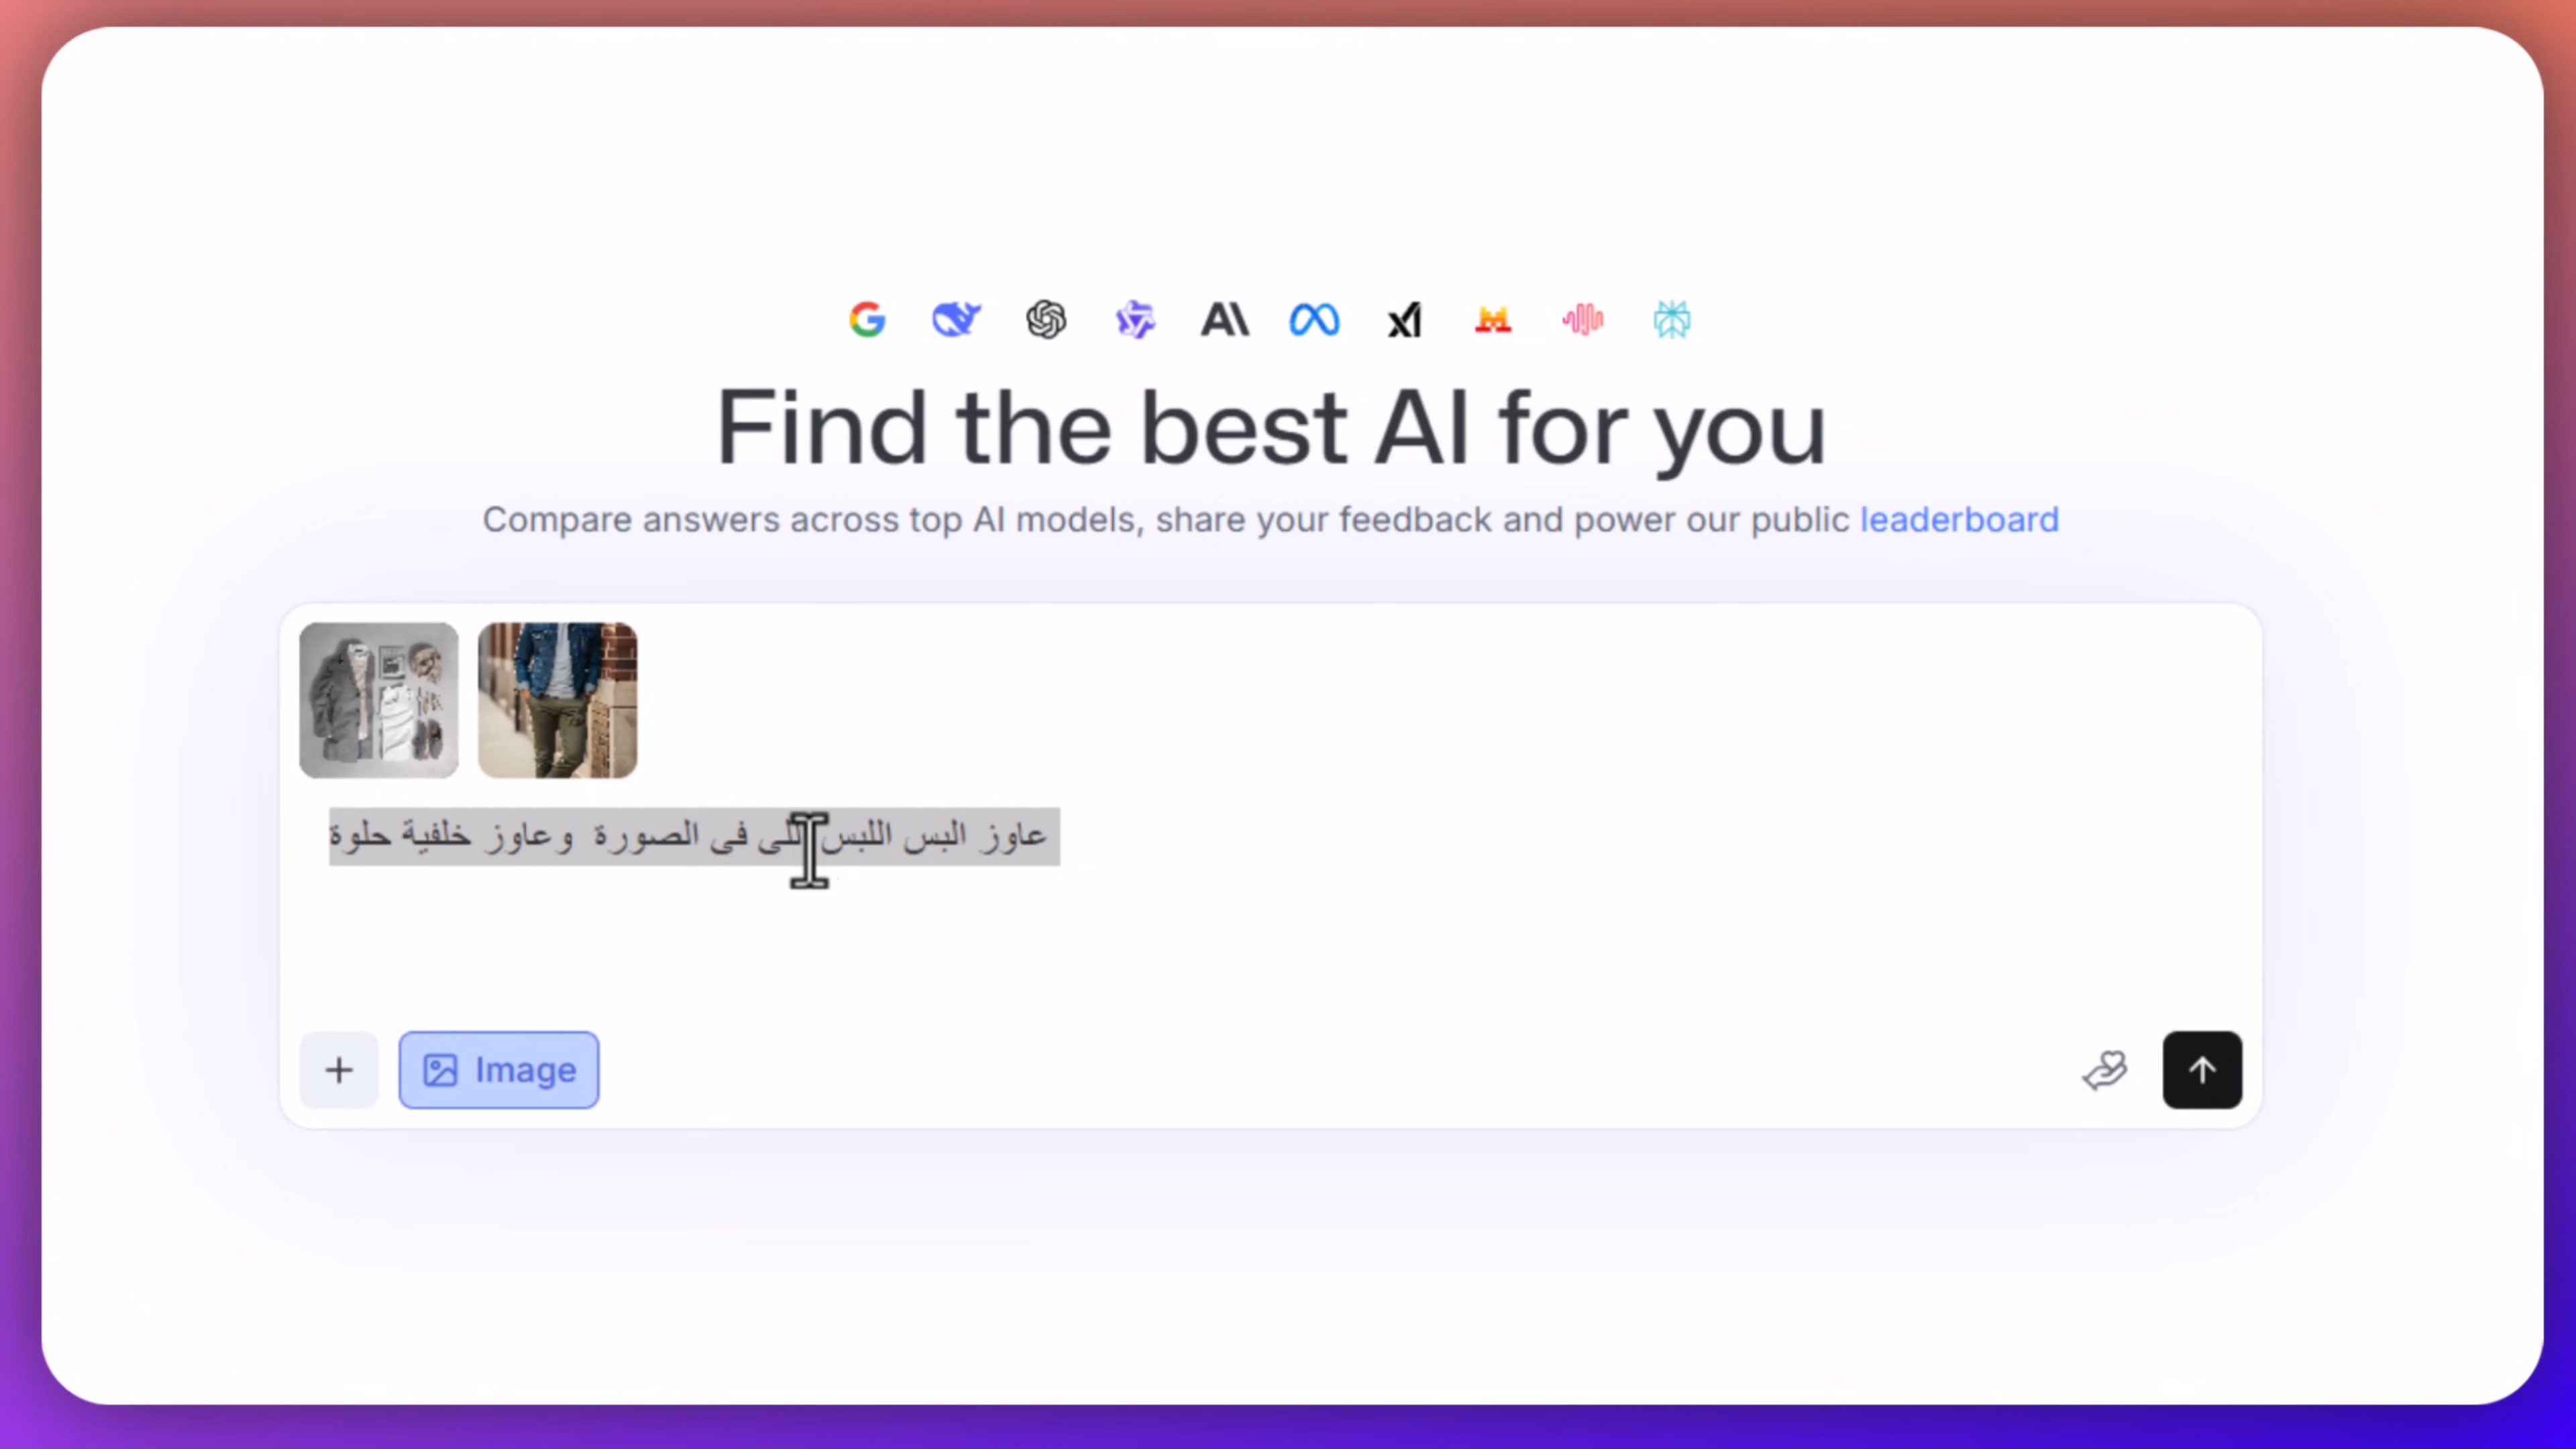 Find the best AI for you
Compare answers across top AI models, share your feedback and power our public leaderboard
عاوز البس اللبس اللى فى الصورة وعاوز خلفية حلوة
Image